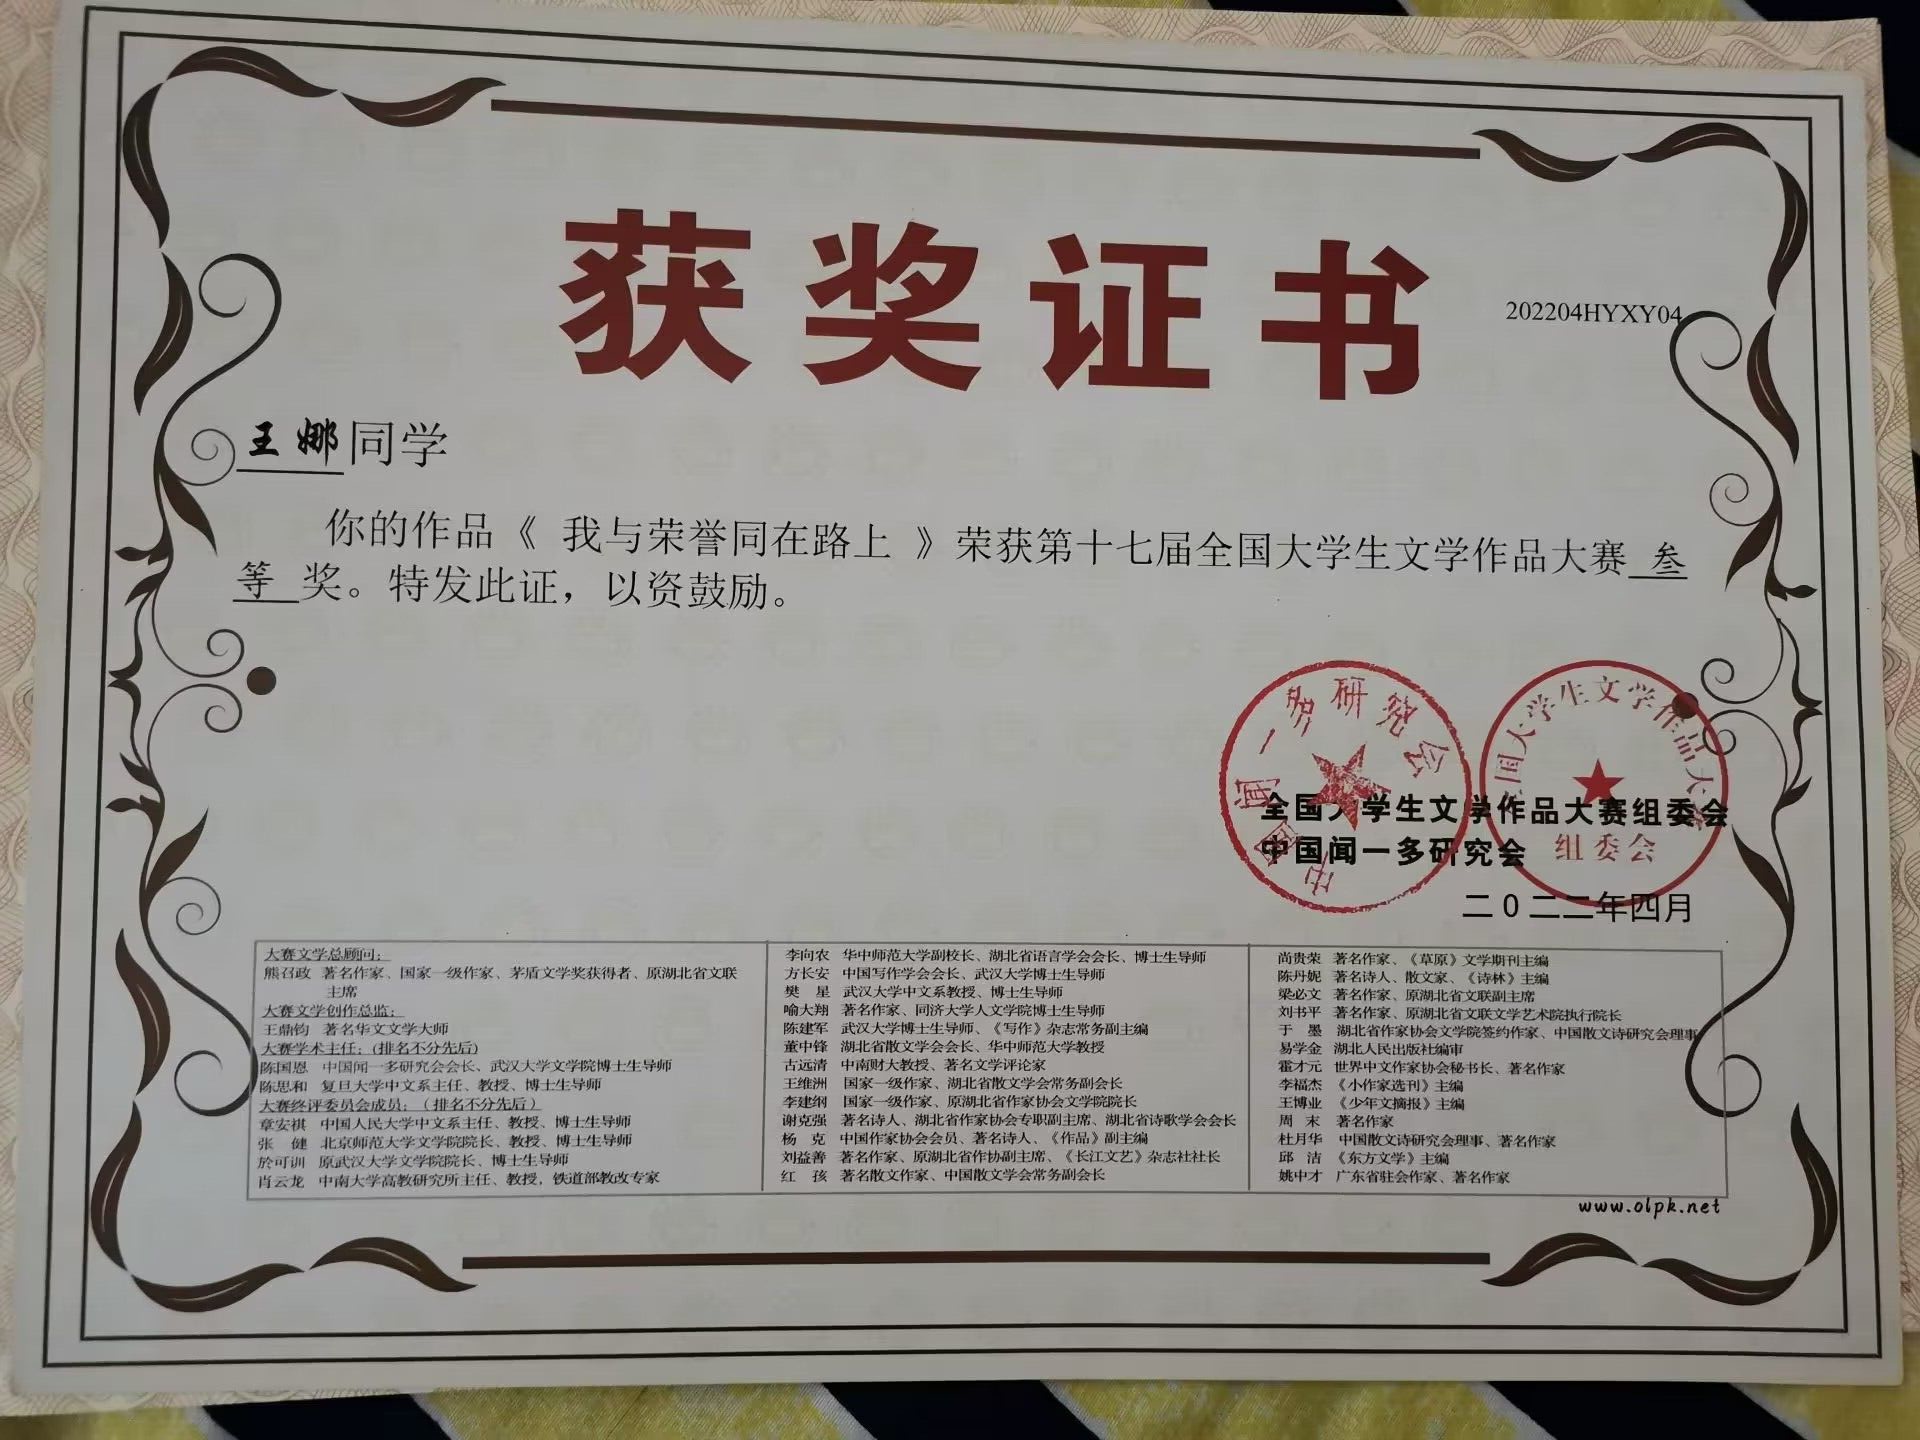 获奖证书
202204HYXY04
王娜同学
你的作品《 我与荣誉同在路上 》荣获第十七届全国大学生文学作品大赛 叁
等 奖。特发此证，以资鼓励。
中国闻一多研究会
全国大学生文学作品大赛
组委会
全国大学生文学作品大赛组委会
中国闻一多研究会
二0二二年四月
大赛文学总顾问：
熊召政 著名作家、国家一级作家、茅盾文学奖获得者、原湖北省文联
主席
大赛文学创作总监：
王鼎钧 著名华文文学大师
大赛学术主任：(排名不分先后)
陈国恩 中国闻一多研究会会长、武汉大学文学院博士生导师
陈思和 复旦大学中文系主任、教授、博士生导师
大赛终评委员会成员：（排名不分先后）
章安祺 中国人民大学中文系主任、教授、博士生导师
张 健 北京师范大学文学院院长、教授、博士生导师
於可训 原武汉大学文学院院长、博士生导师
肖云龙 中南大学高教研究所主任、教授，铁道部教改专家
李向农 华中师范大学副校长、湖北省语言学会会长、博士生导师
方长安 中国写作学会会长、武汉大学博士生导师
樊 星 武汉大学中文系教授、博士生导师
喻大翔 著名作家、同济大学人文学院博士生导师
陈建军 武汉大学博士生导师、《写作》杂志常务副主编
董中锋 湖北省散文学会会长、华中师范大学教授
古远清 中南财大教授、著名文学评论家
王维洲 国家一级作家、湖北省散文学会常务副会长
李建纲 国家一级作家、原湖北省作家协会文学院院长
谢克强 著名诗人、湖北省作家协会专职副主席、湖北省诗歌学会会长
杨 克 中国作家协会会员、著名诗人、《作品》副主编
刘益善 著名作家、原湖北省作协副主席、《长江文艺》杂志社社长
红 孩 著名散文作家、中国散文学会常务副会长
尚贵荣 著名作家、《草原》文学期刊主编
陈丹妮 著名诗人、散文家、《诗林》主编
梁必文 著名作家、原湖北省文联副主席
刘书平 著名作家、原湖北省文联文学艺术院执行院长
于 墨 湖北省作家协会文学院签约作家、中国散文诗研究会理事
易学金 湖北人民出版社编审
霍才元 世界中文作家协会秘书长、著名作家
李福杰 《小作家选刊》主编
王博业 《少年文摘报》主编
周 末 著名作家
杜月华 中国散文诗研究会理事、著名作家
邱 洁 《东方文学》主编
姚中才 广东省驻会作家、著名作家
www.olpk.net